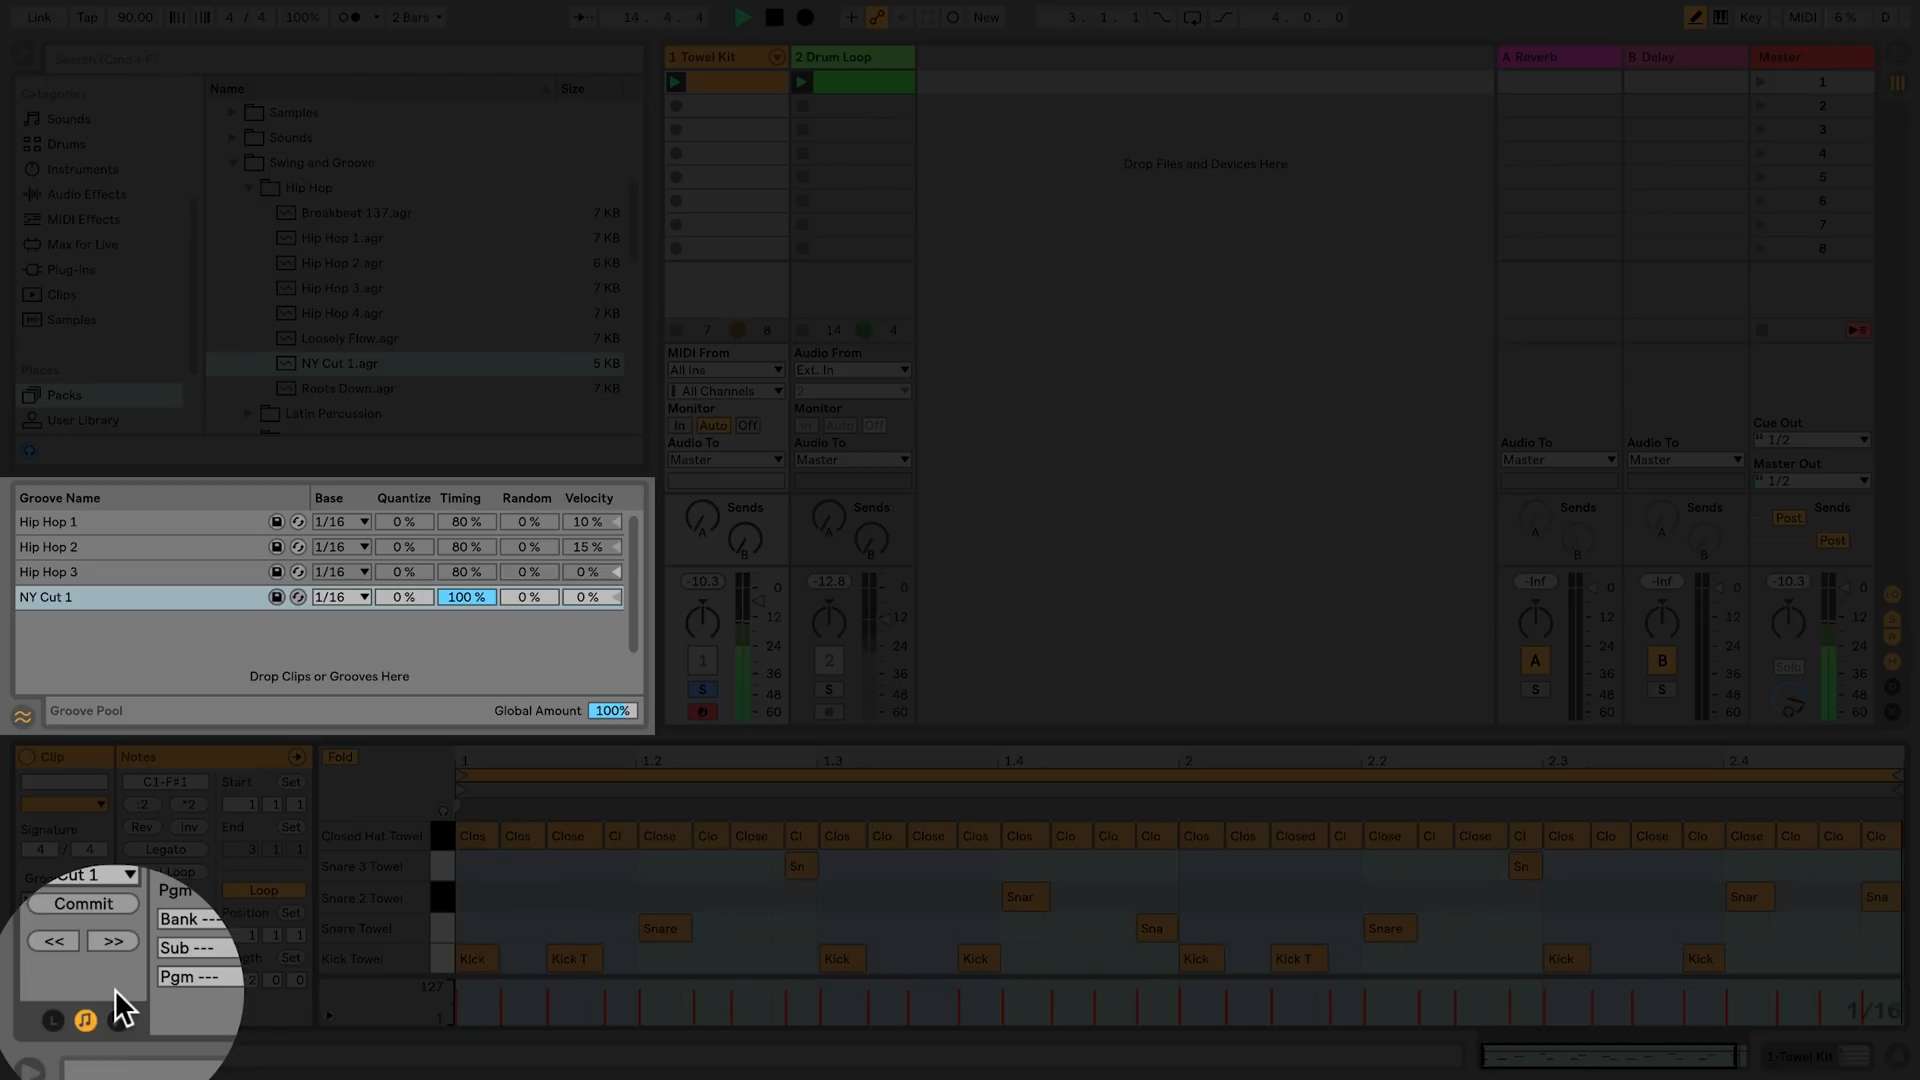 Link Tap 90.00 4 / 4 100% 2 Bars 14 . 4 . 4 New 3 . 1 . 1 4 . 0 . 0 Key MIDI 6 % D
Search (Cmd + F)
Categories
Sounds
Drums
Instruments
Audio Effects
MIDI Effects
Max for Live
Plug-ins
Clips
Samples
Places
Packs
User Library
Name Size
Samples
Sounds
Swing and Groove
Hip Hop
Breakbeat 137.agr 7 KB
Hip Hop 1.agr 7 KB
Hip Hop 2.agr 6 KB
Hip Hop 3.agr 7 KB
Hip Hop 4.agr 7 KB
Loosely Flow.agr 7 KB
NY Cut 1.agr 5 KB
Roots Down.agr 7 KB
Latin Percussion
Groove Name Base Quantize Timing Random Velocity
Hip Hop 1 1/16 0 % 80 % 0 % 10 %
Hip Hop 2 1/16 0 % 80 % 0 % 15 %
Hip Hop 3 1/16 0 % 80 % 0 % 0 %
NY Cut 1 1/16 0 % 100 % 0 % 0 %
Drop Clips or Grooves Here
Groove Pool Global Amount 100%
1 Towel Kit 2 Drum Loop A Reverb B Delay Master
1
2
3
4
5
6
7
8
Drop Files and Devices Here
7 8 14 4
MIDI From Audio From
All Ins Ext. In
All Channels 2
Monitor Monitor
In Auto Off In Auto Off
Audio To Audio To Audio To Audio To
Master Master Master Master
Cue Out
1/2
Master Out
1/2
Sends Sends Sends Sends Sends
A A A A Post
B B B B Post
-10.3 -12.8 -Inf -Inf -10.3
0 0 0 0
12 12 12 12 12
24 24 24 24 24
36 36 36 36 36
48 48 48 48 48
60 60 60 60 60
1 2 A B Solo
S S S S
Clip Notes
C1-F#1 Start Set
:2 *2 1 1 1
Signature Rev Inv End Set
4 / 4 Legato 3 1 1
Cut 1 Loop
Commit Pgm Loop
Bank --- Position Set
<< >> 1 1 1
Sub --- Set
Pgm --- 2 0 0
Fold 1 1.2 1.3 1.4 2 2.2 2.3 2.4
Closed Hat Towel Clos Clos Close Cl Close Clo Close Cl Clos Clo Close Clos Clos Clo Clo Clo Clos Clos Closed Cl Close Cl Close Cl Clos Clo Close Clo Close Clo Clo Clo
Snare 3 Towel Sn Sn
Snare 2 Towel Snar Snar Sna
Snare Towel Snare Sna Snare
Kick Towel Kick Kick T Kick Kick Kick Kick T Kick Kick
127
1
1/16
1-Towel Kit